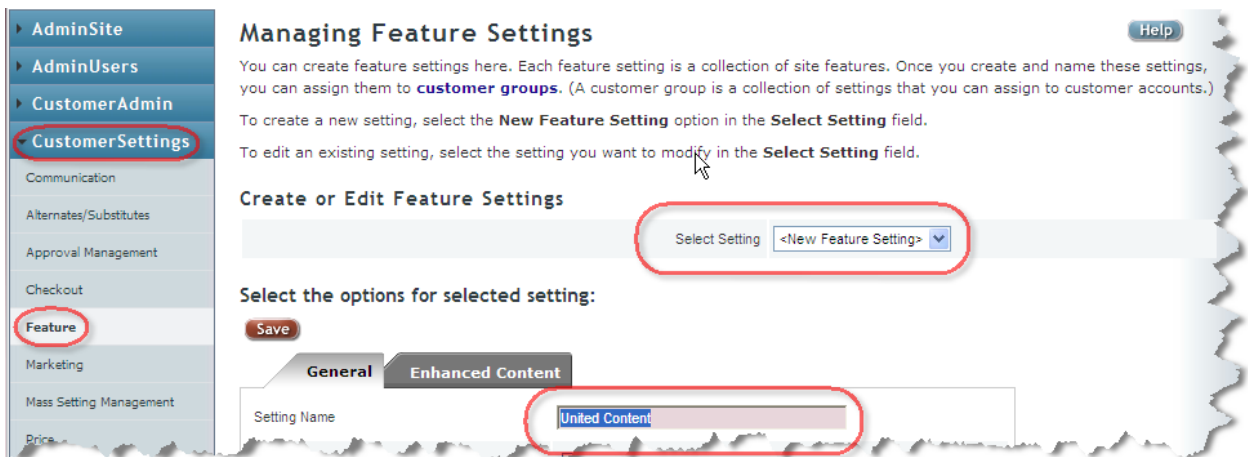 AdminSite
AdminUsers
CustomerAdmin
CustomerSettings
Communication
Alternates/Substitutes
Approval Management
Checkout
Feature
Marketing
Mass Setting Management
Price
Managing Feature Settings
Help
You can create feature settings here. Each feature setting is a collection of site features. Once you create and name these settings,
you can assign them to customer groups. (A customer group is a collection of settings that you can assign to customer accounts.)
To create a new setting, select the New Feature Setting option in the Select Setting field.
To edit an existing setting, select the setting you want to modify in the Select Setting field.
Create or Edit Feature Settings
Select Setting <New Feature Setting>
Select the options for selected setting:
Save
General Enhanced Content
Setting Name United Content